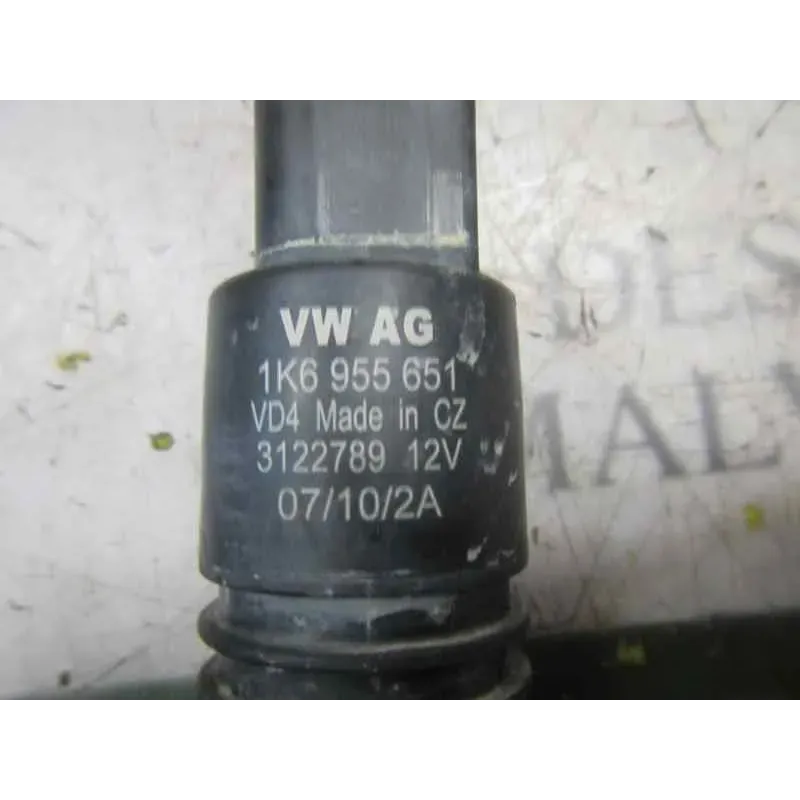 VW AG
1K6 955 651
VD4 Made in CZ
3122789 12V
07/10/2A